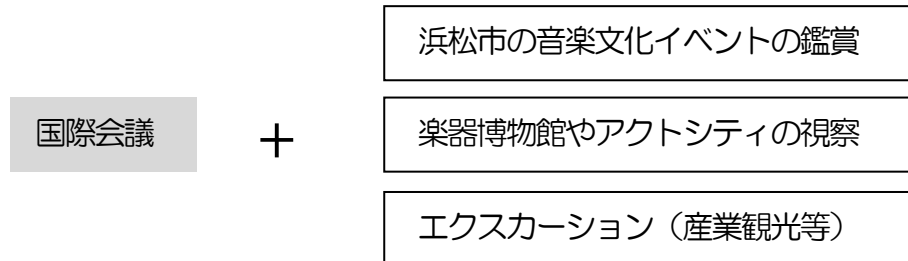 浜松市の音楽文化イベントの鑑賞
国際会議
＋
楽器博物館やアクトシティの視察
エクスカーション（産業観光等）